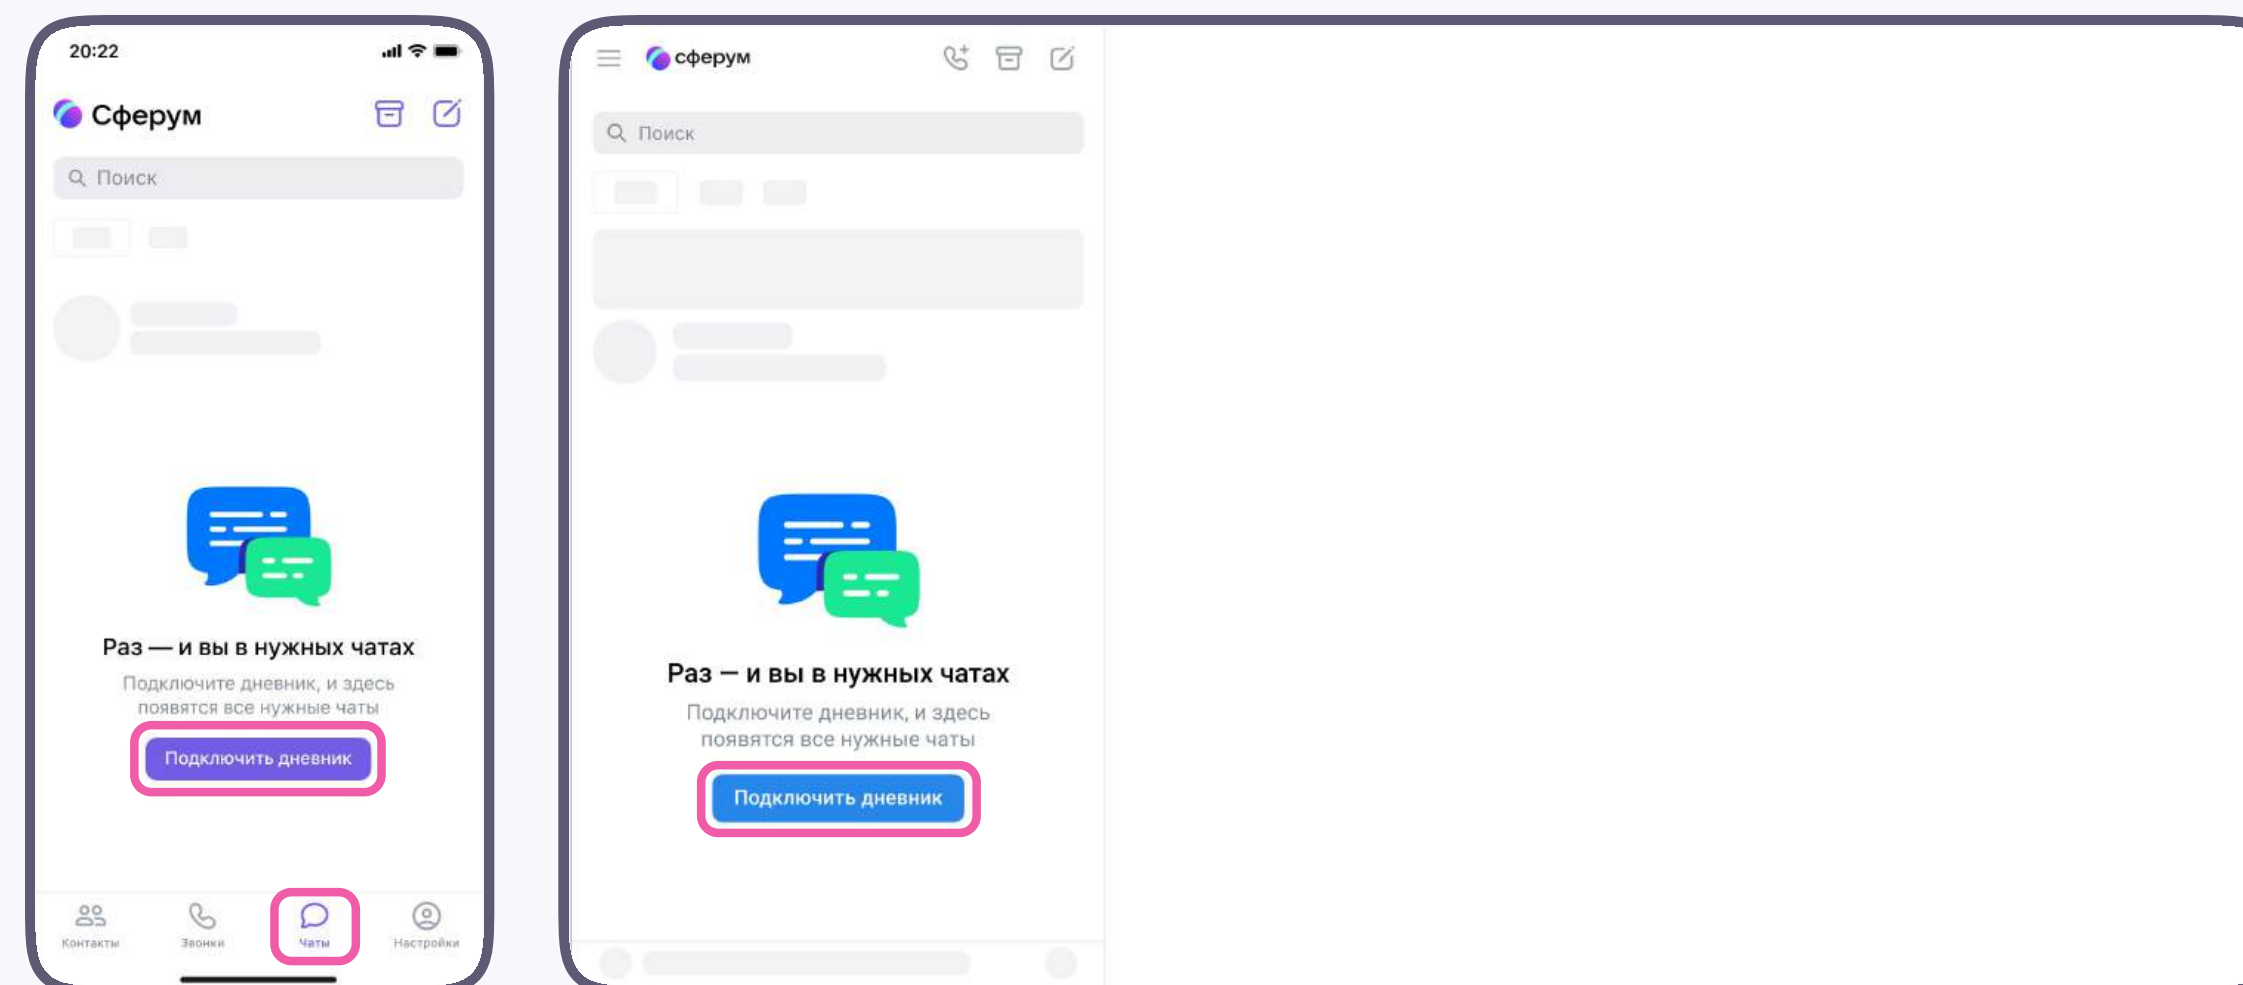 20:22
Сферум
Поиск
Раз — и вы в нужных чатах
Подключите дневник, и здесь
появятся все нужные чаты
Подключить дневник
Контакты
Звонки
Чаты
Настройки
сферум
Поиск
Раз — и вы в нужных чатах
Подключите дневник, и здесь
появятся все нужные чаты
Подключить дневник